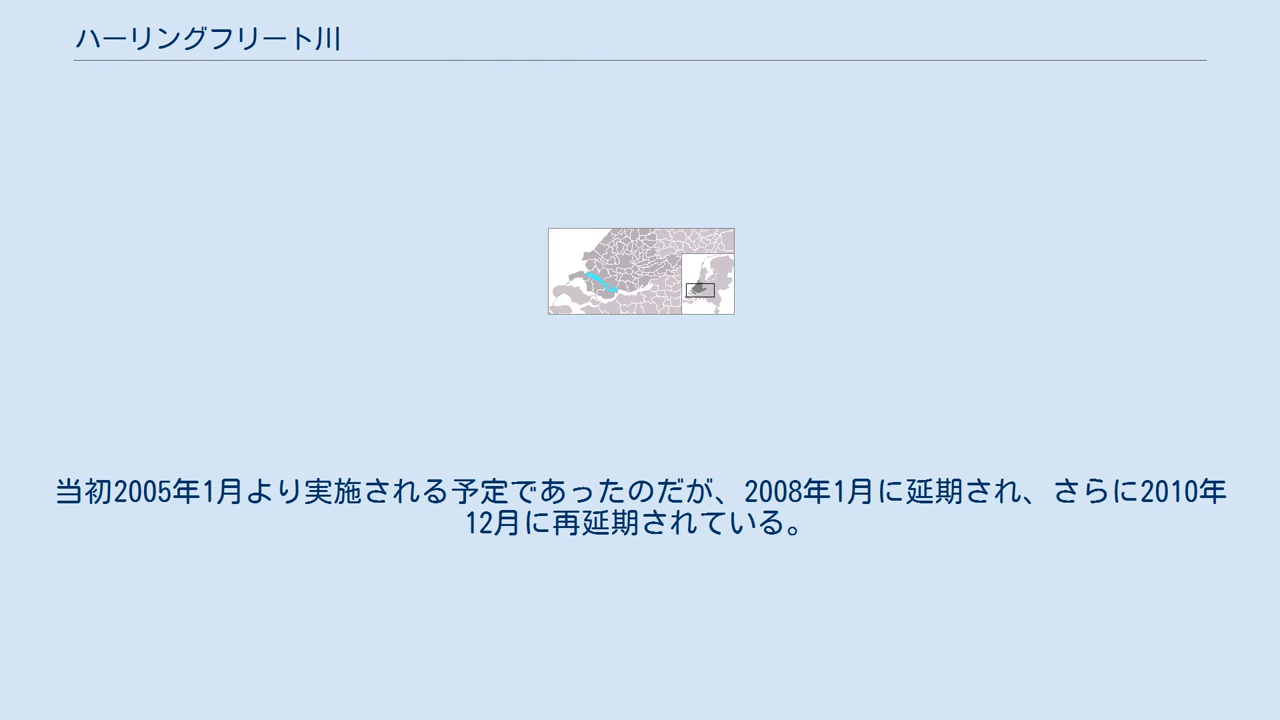 ハーリングフリート川
当初2005年1月より実施される予定であったのだが、2008年1月に延期され、さらに2010年
12月に再延期されている。